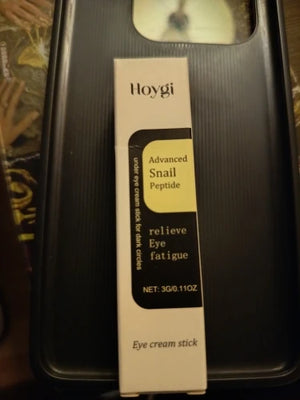 Hoygi
Advanced
Snail
Peptide
under eye cream stick for dark circles
relieve
Eye
fatigue
NET: 3G/0.11OZ
Eye cream stick